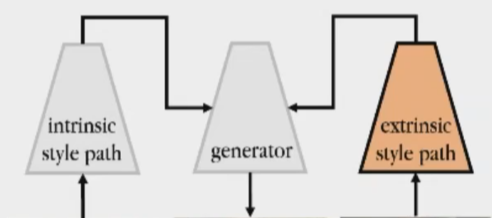 intrinsic
style path
generator
extrinsic
style path